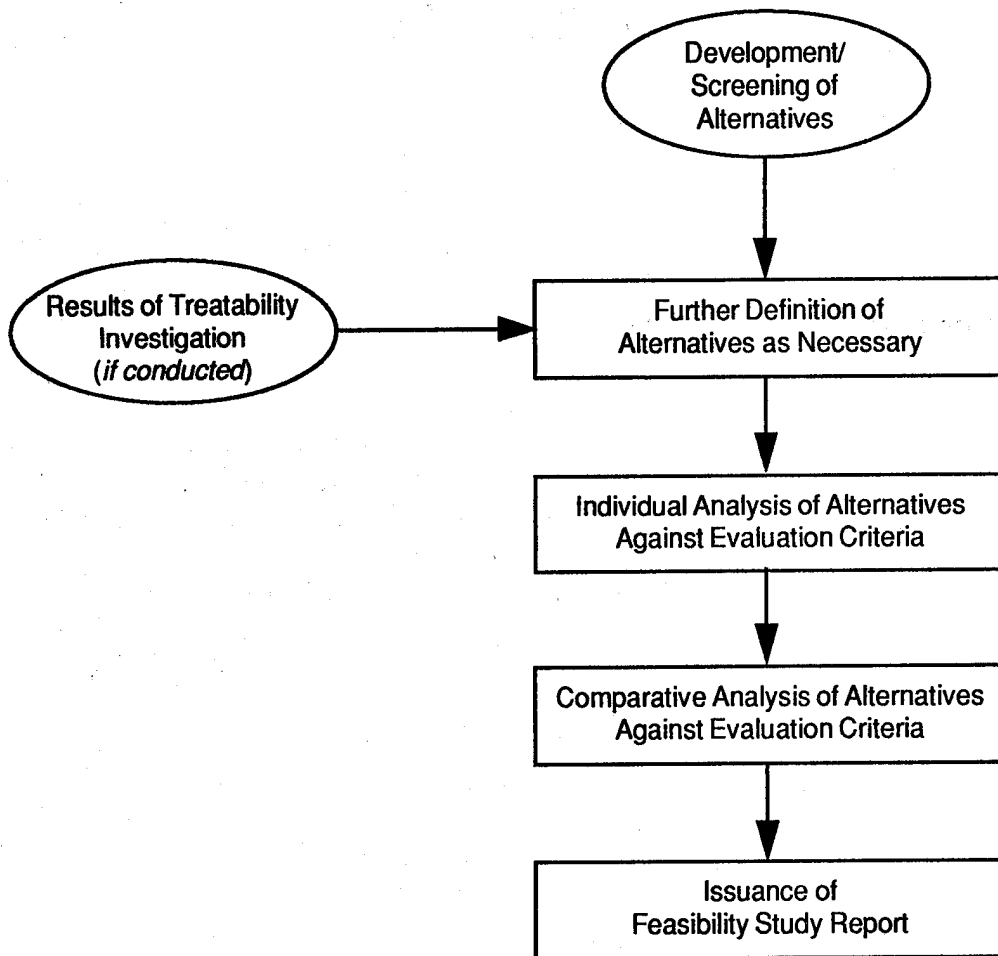 Development/
Screening of
Alternatives
Results of Treatability
Investigation
(if conducted)
Further Definition of
Alternatives as Necessary
Individual Analysis of Alternatives
Against Evaluation Criteria
Comparative Analysis of Alternatives
Against Evaluation Criteria
Issuance of
Feasibility Study Report